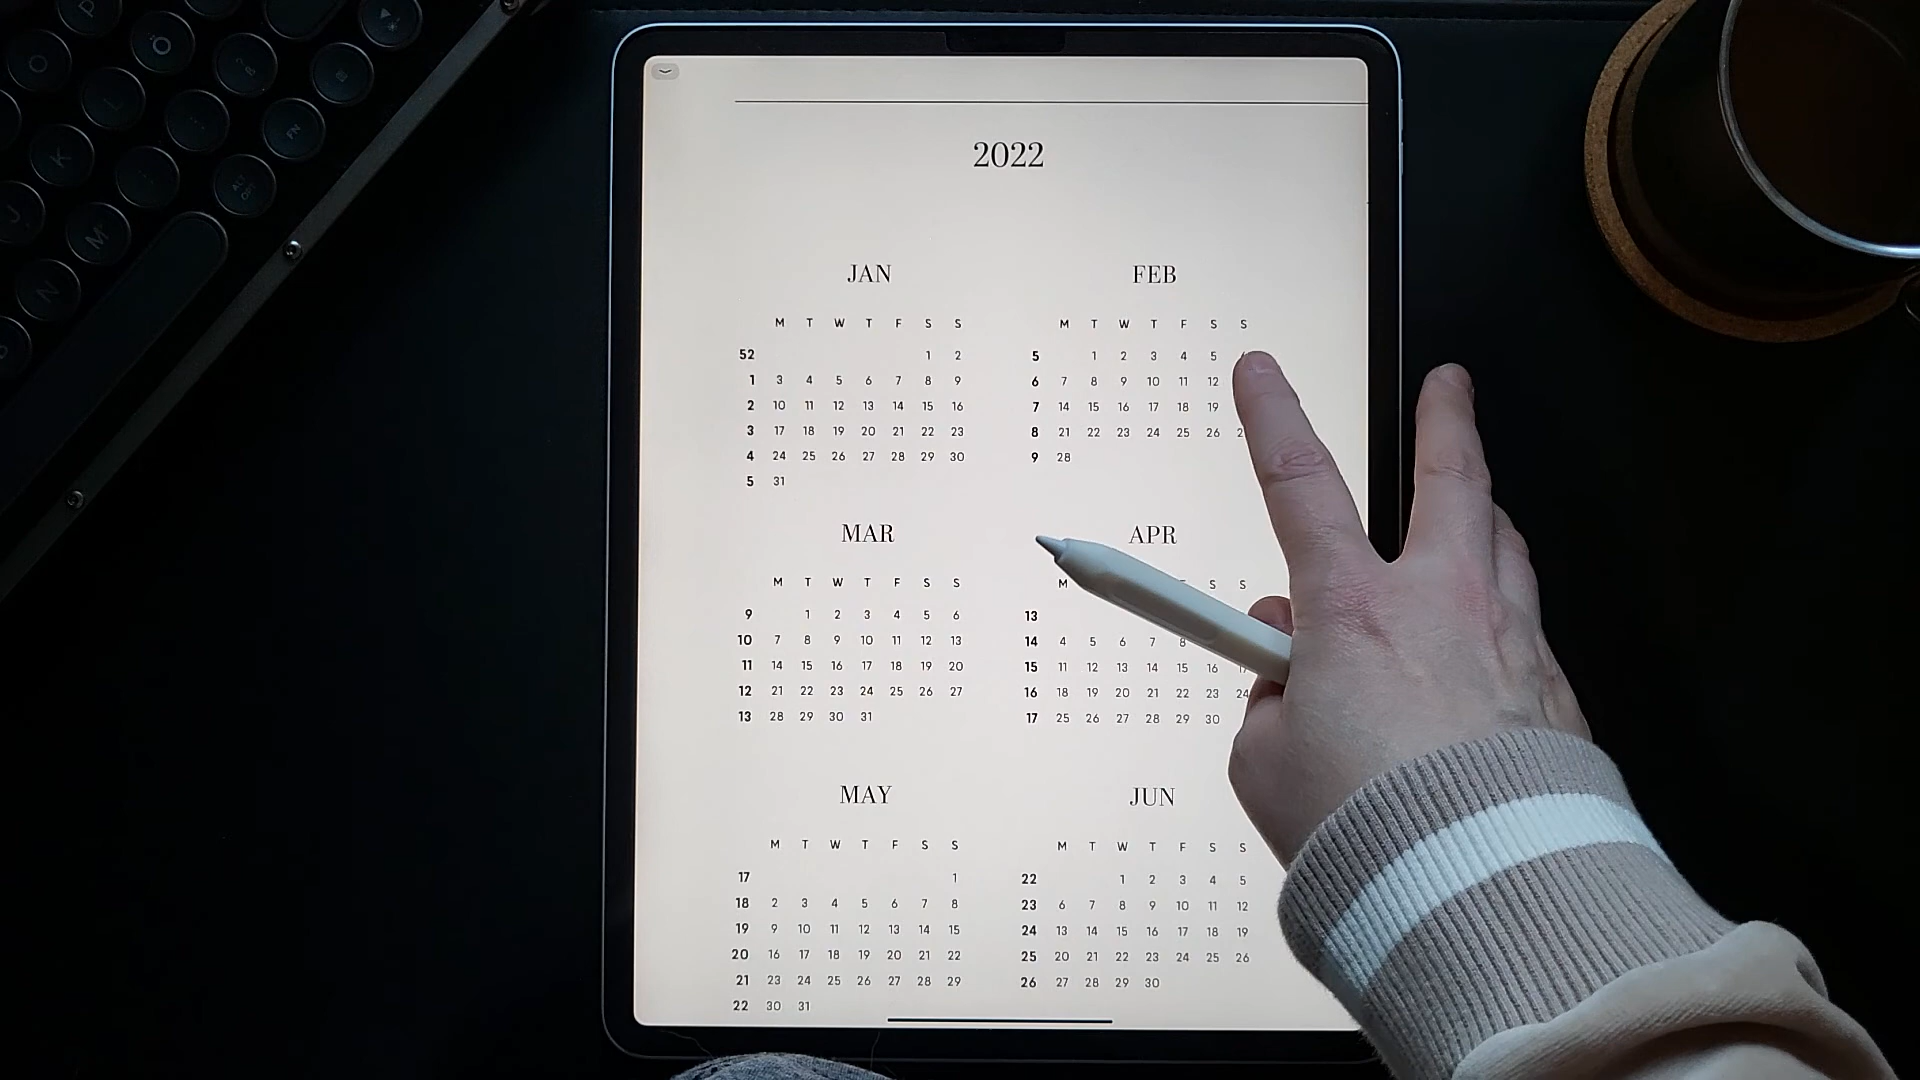 2022
JAN FEB
M T W T F S S M T W T F S S
52 1 2 5 1 2 3 4 5
1 3 4 5 6 7 8 9 6 7 8 9 10 11 12
2 10 11 12 13 14 15 16 7 14 15 16 17 18 19
3 17 18 19 20 21 22 23 8 21 22 23 24 25 26
4 24 25 26 27 28 29 30 9 28
5 31
MAR APR
M T W T F S S M S S
9 1 2 3 4 5 6 13
10 7 8 9 10 11 12 13 14 4 5 6 7 8
11 14 15 16 17 18 19 20 15 11 12 13 14 15 16 17
12 21 22 23 24 25 26 27 16 18 19 20 21 22 23 24
13 28 29 30 31 17 25 26 27 28 29 30
MAY JUN
M T W T F S S M T W T F S S
17 1 22 1 2 3 4 5
18 2 3 4 5 6 7 8 23 6 7 8 9 10 11 12
19 9 10 11 12 13 14 15 24 13 14 15 16 17 18 19
20 16 17 18 19 20 21 22 25 20 21 22 23 24 25 26
21 23 24 25 26 27 28 29 26 27 28 29 30
22 30 31
P
Ö
O
L
FN
K
ALT
OPT
J
M
N